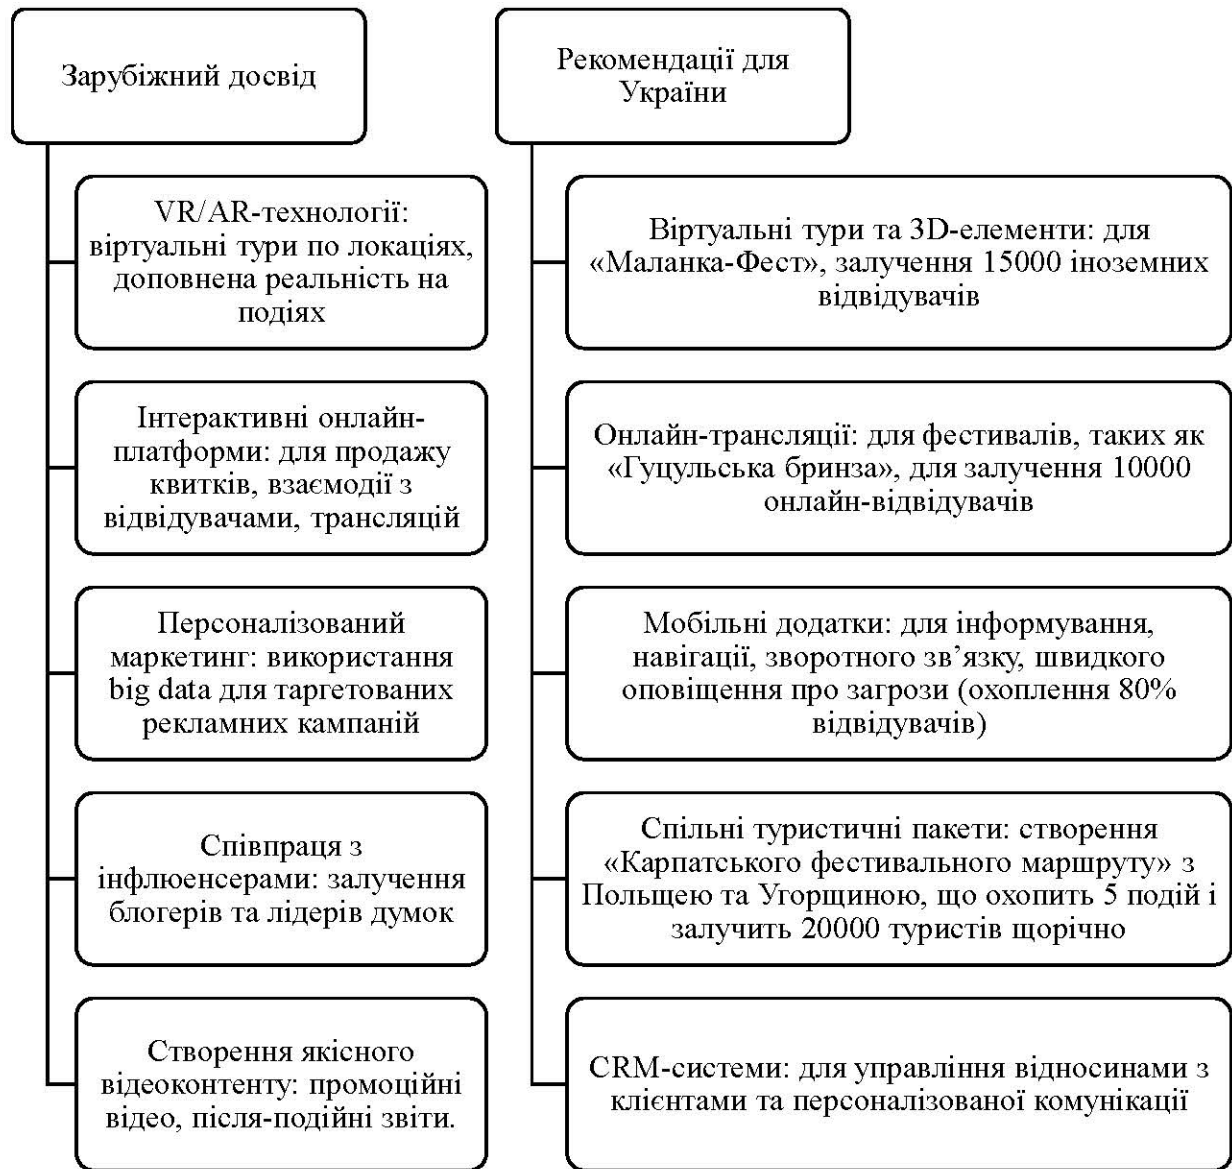 Зарубіжний досвід
VR/AR-технології:
віртуальні тури по локаціях,
доповнена реальність на
подіях
Інтерактивні онлайн-
платформи: для продажу
квитків, взаємодії з
відвідувачами, трансляцій
Персоналізований
маркетинг: використання
big data для таргетованих
рекламних кампаній
Співпраця з
інфлюенсерами: залучення
блогерів та лідерів думок
Створення якісного
відеоконтенту: промоційні
відео, після-подійні звіти.
Рекомендації для
України
Віртуальні тури та 3D-елементи: для
«Маланка-Фест», залучення 15000 іноземних
відвідувачів
Онлайн-трансляції: для фестивалів, таких як
«Гуцульська бринза», для залучення 10000
онлайн-відвідувачів
Мобільні додатки: для інформування,
навігації, зворотного зв’язку, швидкого
оповіщення про загрози (охоплення 80%
відвідувачів)
Спільні туристичні пакети: створення
«Карпатського фестивального маршруту» з
Польщею та Угорщиною, що охопить 5 подій і
залучить 20000 туристів щорічно
CRM-системи: для управління відносинами з
клієнтами та персоналізованої комунікації